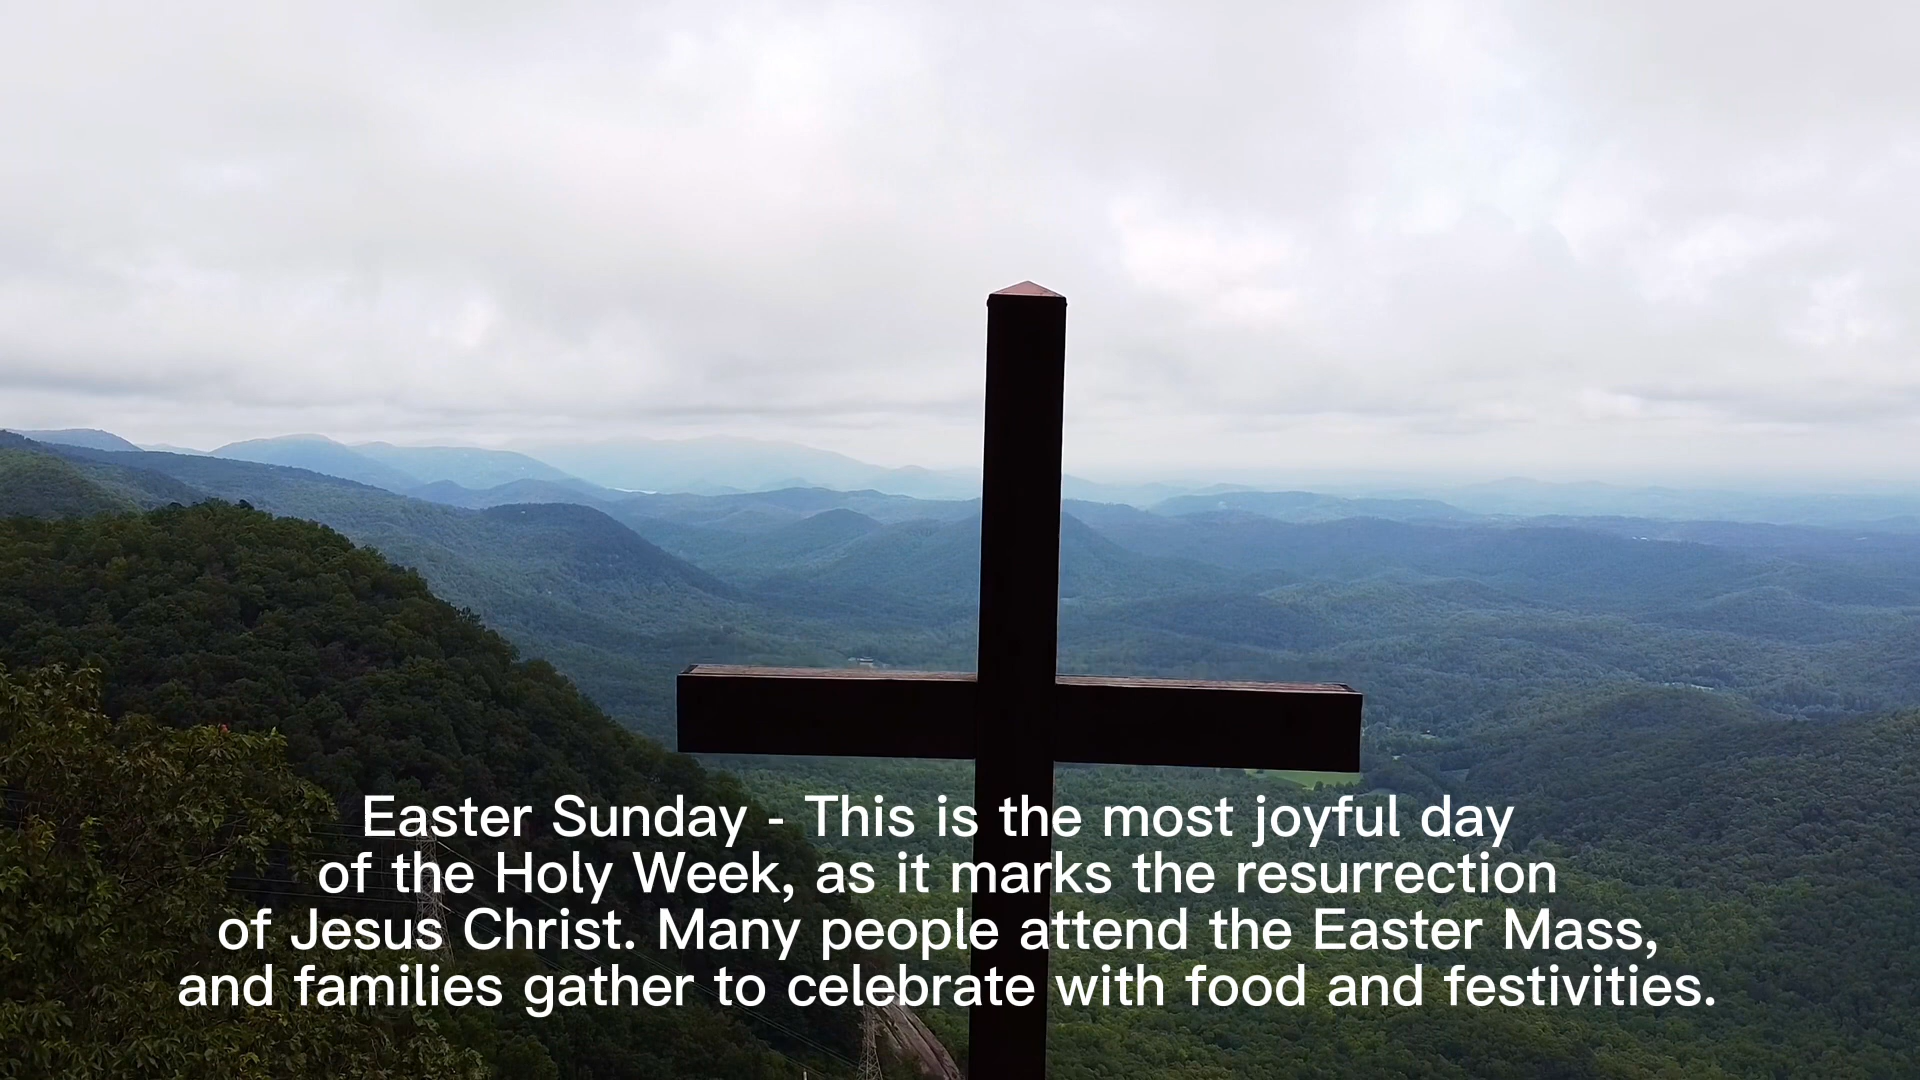 Easter Sunday - This is the most joyful day
of the Holy Week, as it marks the resurrection
of Jesus Christ. Many people attend the Easter Mass,
and families gather to celebrate with food and festivities.